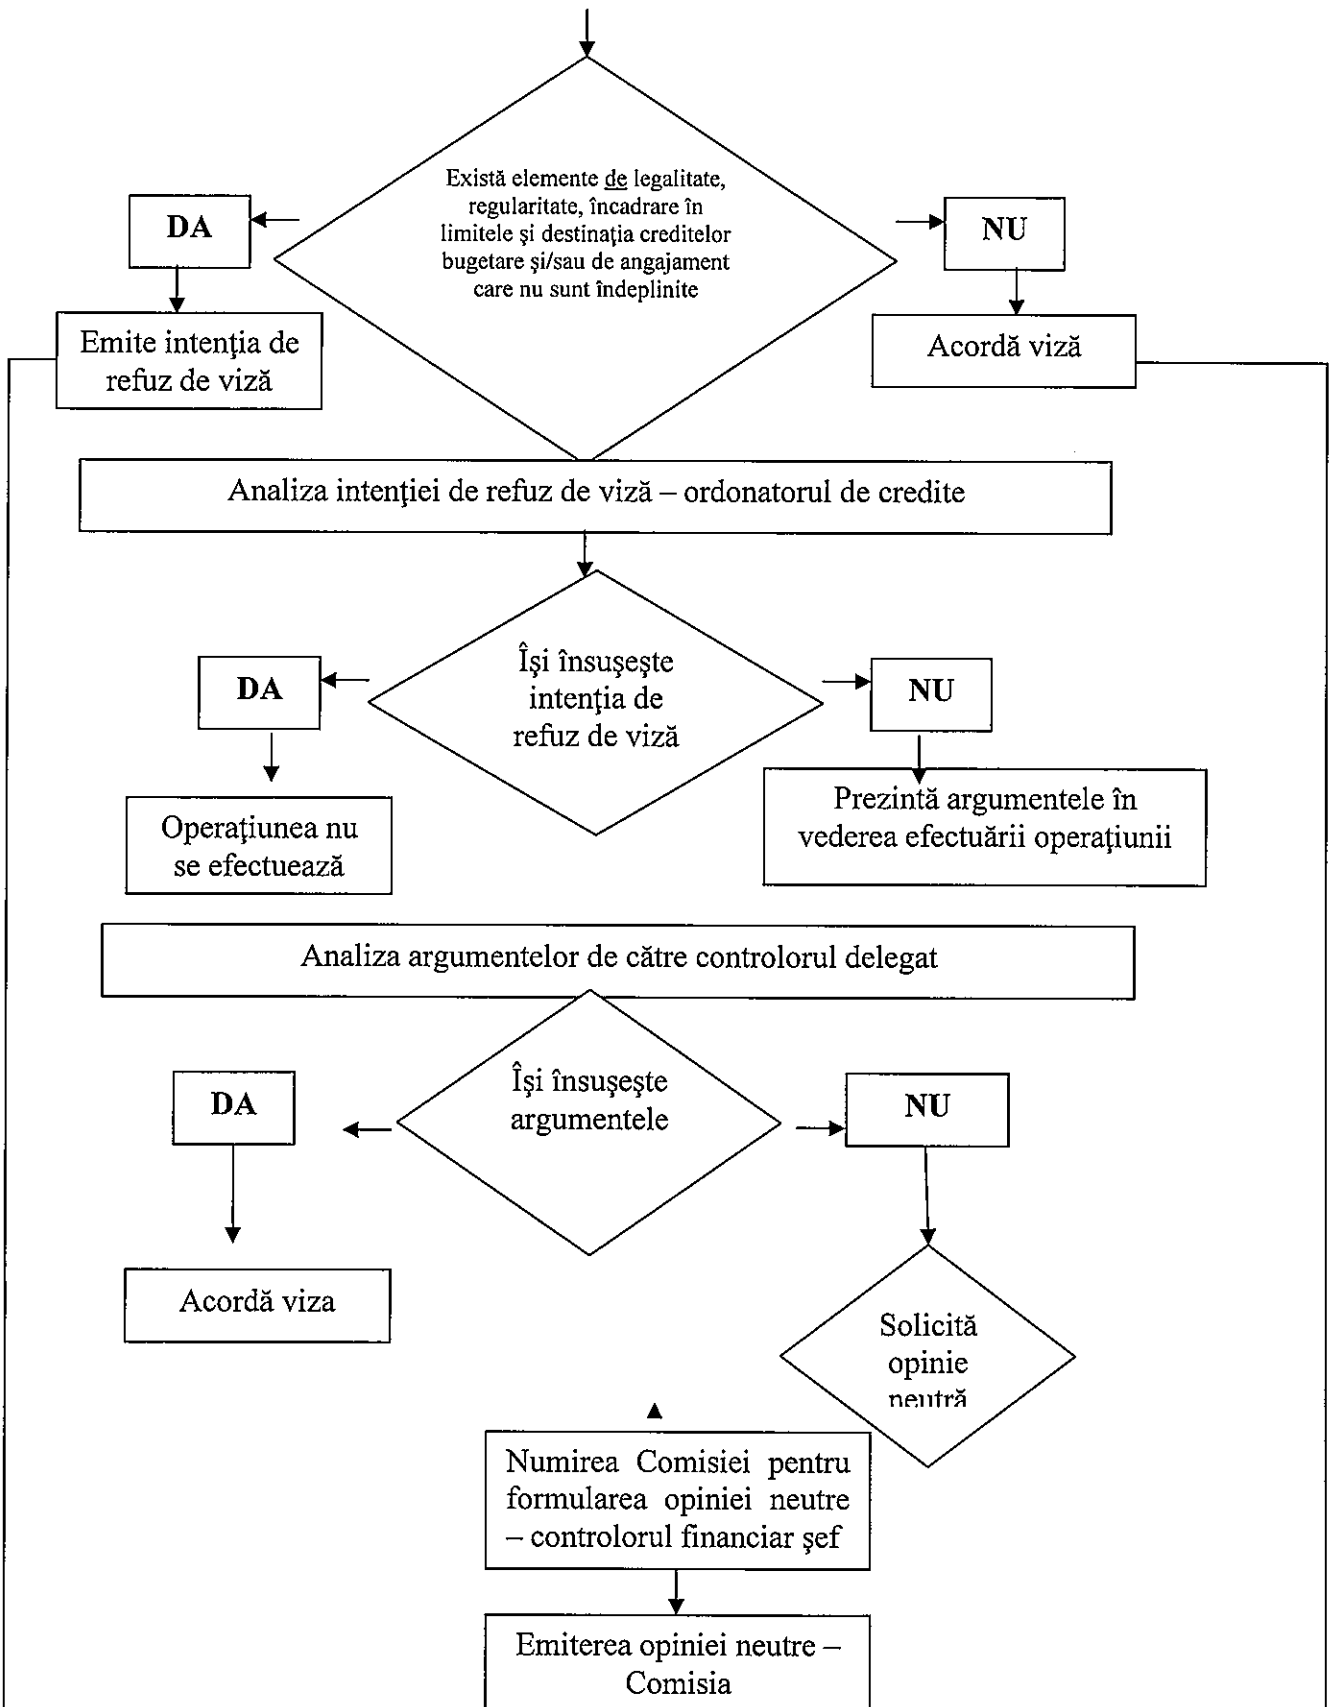 Există elemente de legalitate,
regularitate, încadrare în
limitele şi destinaţia creditelor
bugetare şi/sau de angajament
care nu sunt îndeplinite
DA
NU
Emite intenţia de
refuz de viză
Acordă viză
Analiza intenţiei de refuz de viză – ordonatorul de credite
Îşi însuşeşte
intenţia de
refuz de viză
DA
NU
Operaţiunea nu
se efectuează
Prezintă argumentele în
vederea efectuării operaţiunii
Analiza argumentelor de către controlorul delegat
Îşi însuşeşte
argumentele
DA
NU
Acordă viza
Solicită
opinie
neutră
Numirea Comisiei pentru
formularea opiniei neutre
– controlorul financiar şef
Emiterea opiniei neutre –
Comisia